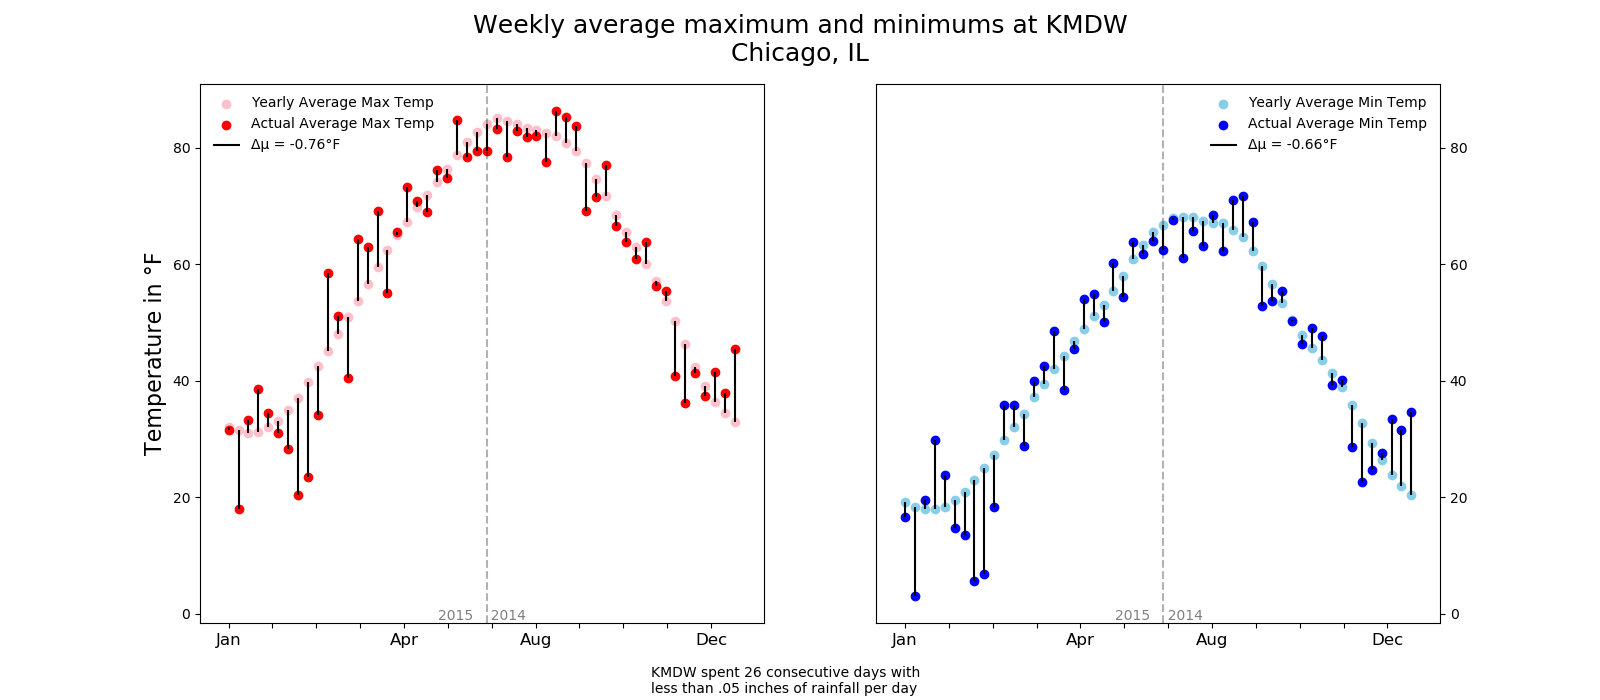 Weekly average maximum and minimums at KMDW
Chicago, IL
Temperature in °F
Yearly Average Max Temp
Actual Average Max Temp
Δμ = -0.76°F
80
60
40
20
0
2015
2014
Jan
Apr
Aug
Dec
Yearly Average Min Temp
Actual Average Min Temp
Δμ = -0.66°F
80
60
40
20
0
2015
2014
Jan
Apr
Aug
Dec
KMDW spent 26 consecutive days with
less than .05 inches of rainfall per day